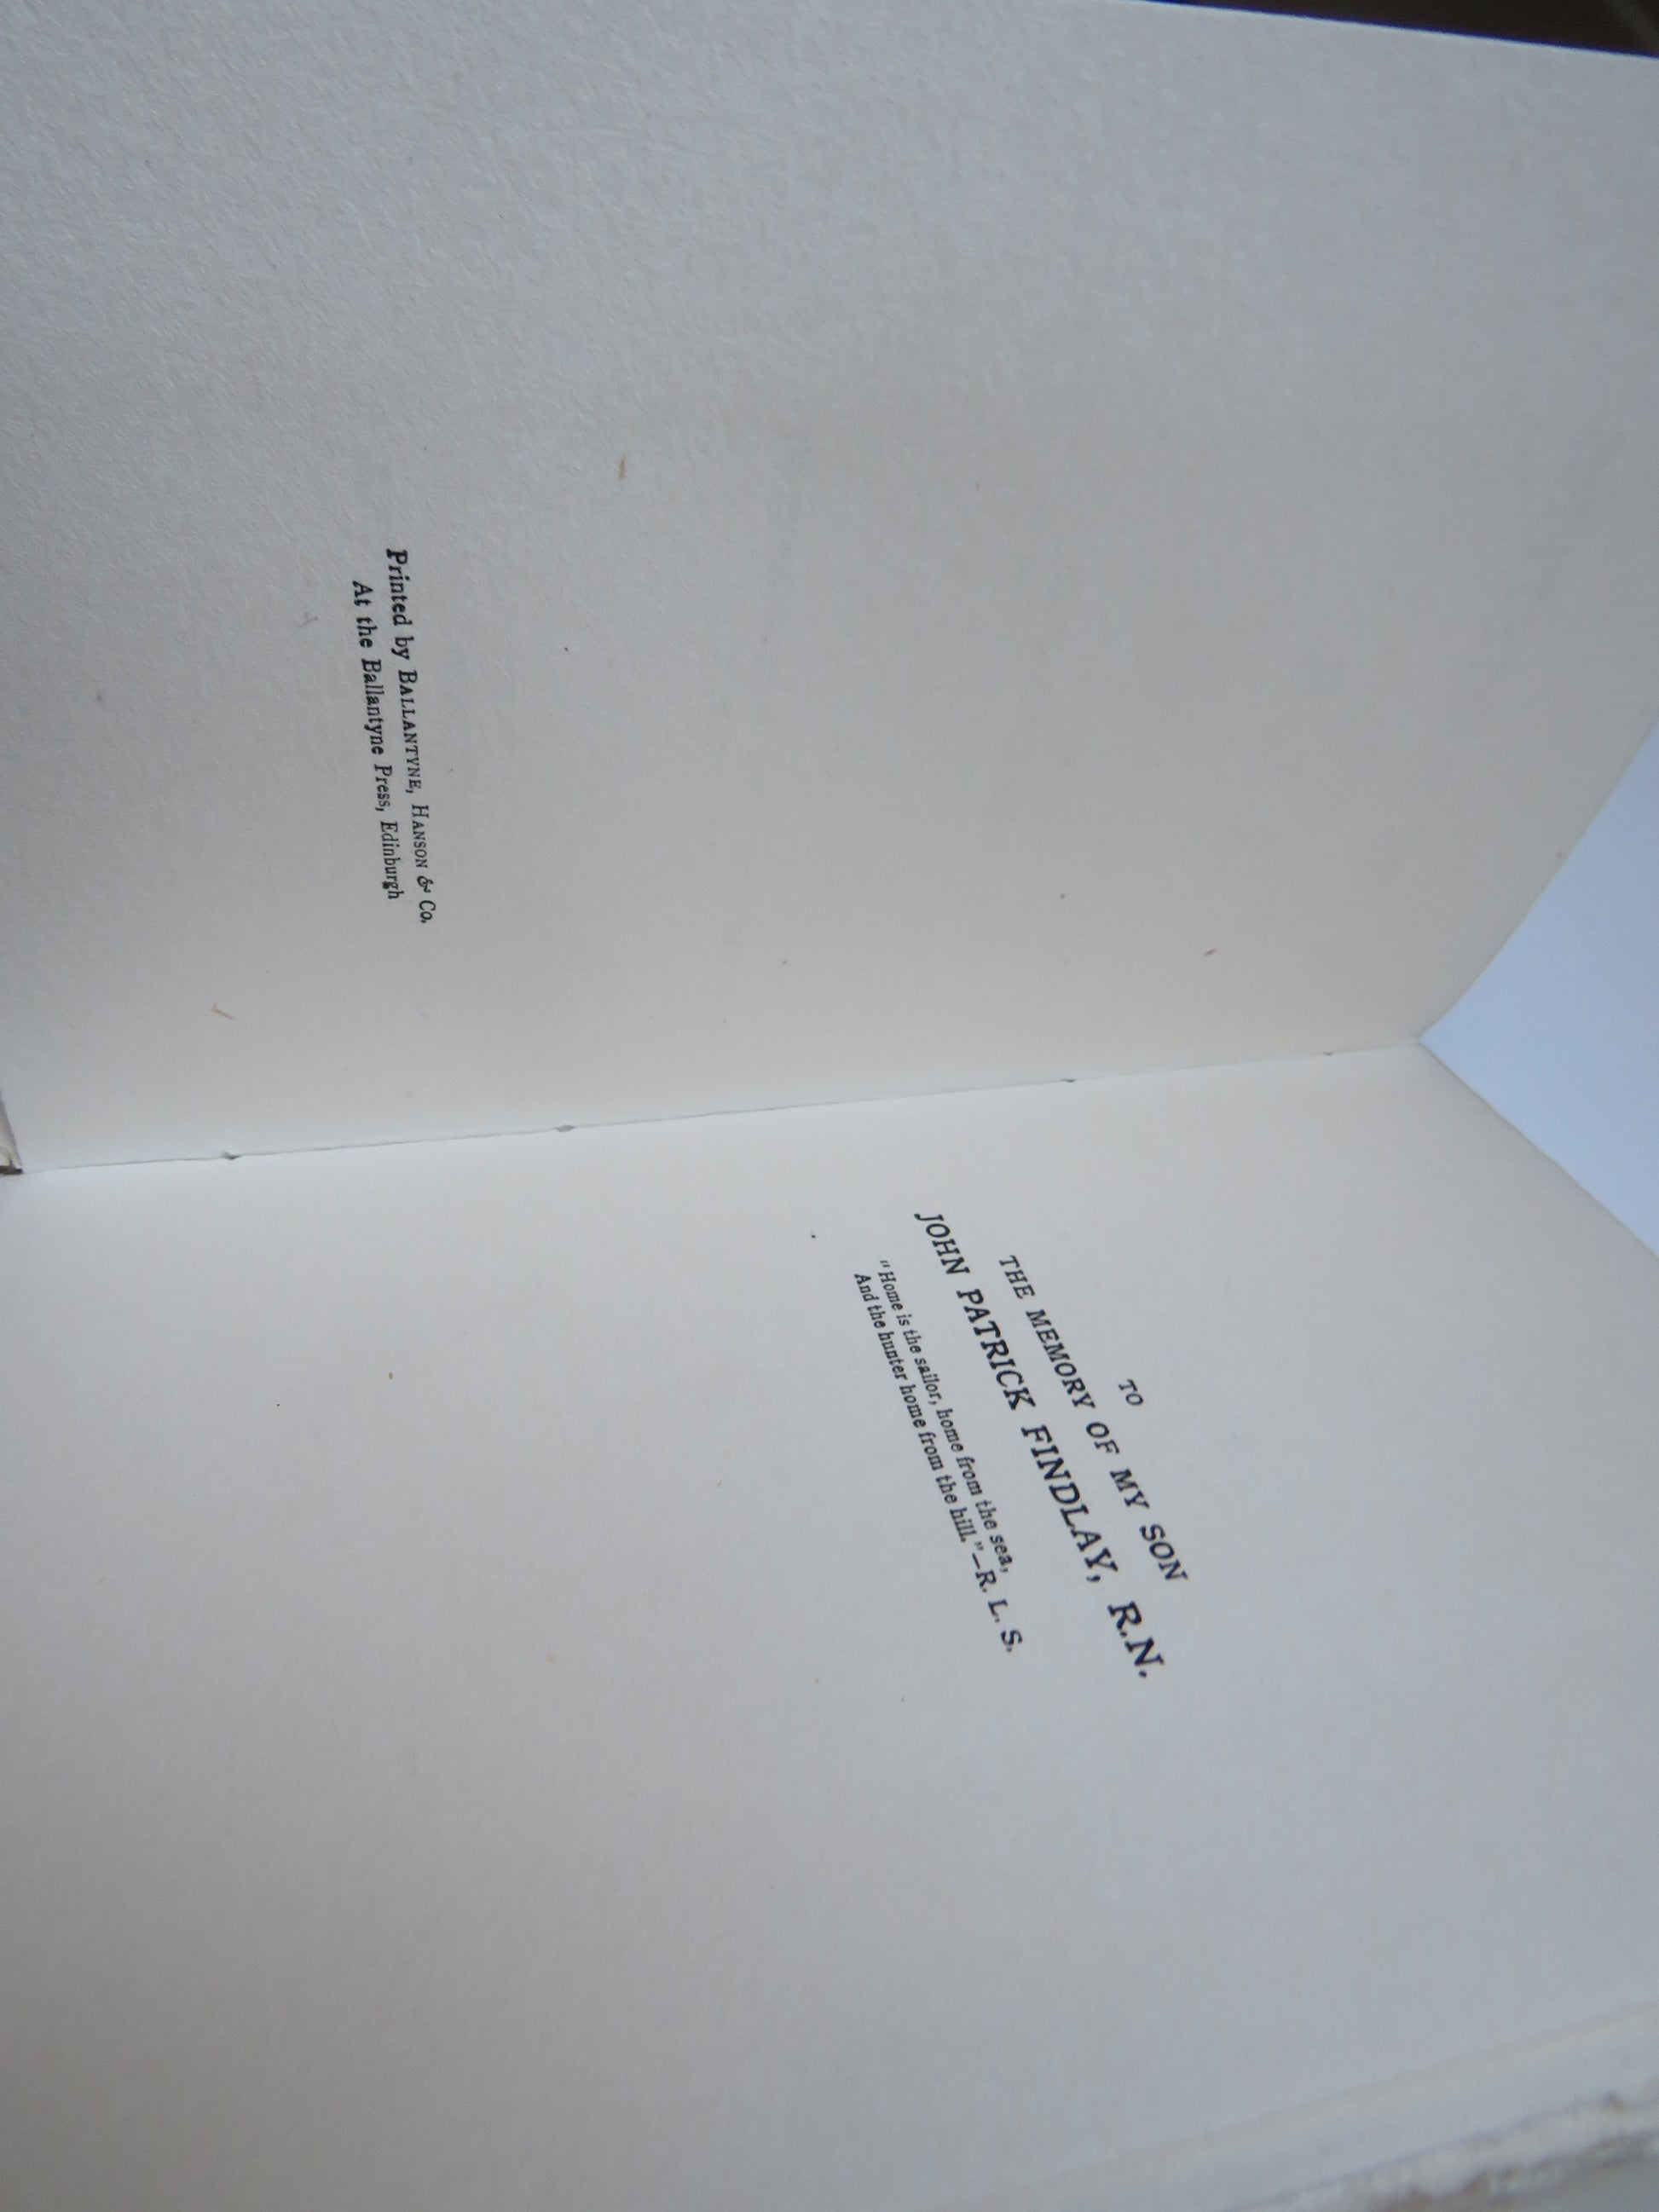 Printed by BALLANTYNE, HANSON & Co.
At the Ballantyne Press, Edinburgh
TO
THE MEMORY OF MY SON
JOHN PATRICK FINDLAY, R.N.
"Home is the sailor, home from the sea,
And the hunter home from the hill."—R. L. S.